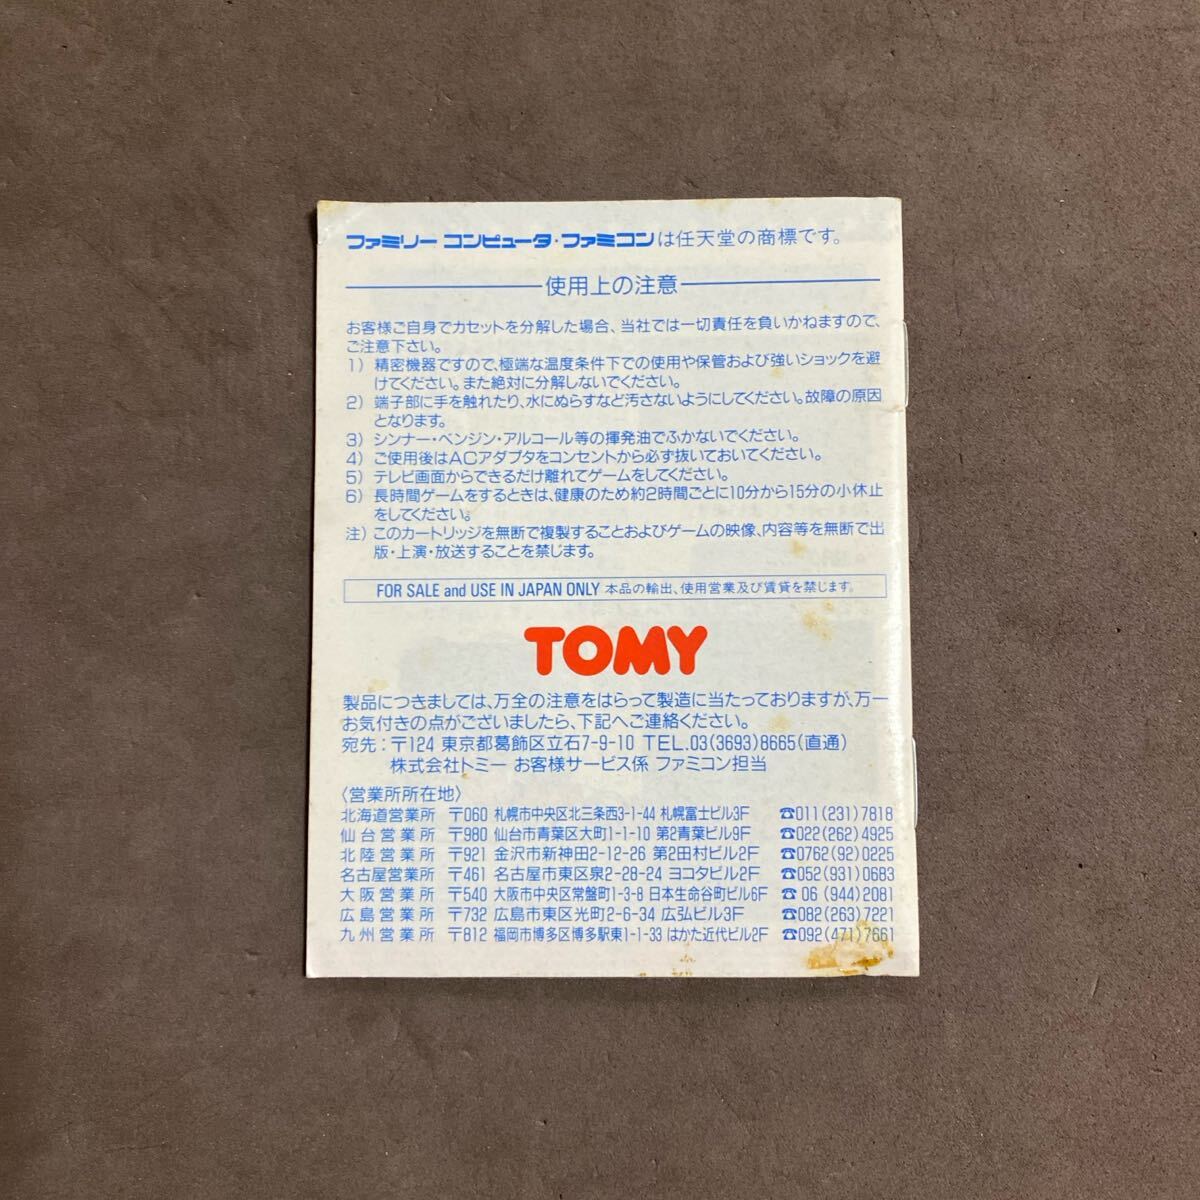 ファミリー コンピュータ・ファミコンは任天堂の商標です。
使用上の注意
お客様ご自身でカセットを分解した場合、当社では一切責任を負いかねますので、
ご注意下さい。
1) 精密機器ですので、極端な温度条件下での使用や保管および強いショックを避
けてください。また絶対に分解しないでください。
2) 端子部に手を触れたり、水にぬらすなど汚さないようにしてください。故障の原因
となります。
3) シンナー・ベンジン・アルコール等の揮発油でふかないでください。
4) ご使用後はACアダプタをコンセントから必ず抜いておいてください。
5) テレビ画面からできるだけ離れてゲームをしてください。
6) 長時間ゲームをするときは、健康のため約2時間ごとに10分から15分の小休止
をしてください。
注) このカートリッジを無断で複製することおよびゲームの映像、内容等を無断で出
版・上演・放送することを禁じます。
FOR SALE and USE IN JAPAN ONLY 本品の輸出、使用営業及び賃貸を禁じます。
TOMY
製品につきましては、万全の注意をはらって製造に当たっておりますが、万一
お気付きの点がございましたら、下記へご連絡ください。
宛先：〒124 東京都葛飾区立石7-9-10 TEL.03(3693)8665(直通)
株式会社トミー お客様サービス係 ファミコン担当
〈営業所所在地〉
北海道営業所 〒060 札幌市中央区北三条西3-1-44 札幌富士ビル3F ☎011(231)7818
仙台営業所 〒980 仙台市青葉区大町1-1-10 第2青葉ビル9F ☎022(262)4925
北陸営業所 〒921 金沢市新神田2-12-26 第2田村ビル2F ☎0762(92)0225
名古屋営業所 〒461 名古屋市東区泉2-28-24 ヨコタビル2F ☎052(931)0683
大阪営業所 〒540 大阪市中央区常盤町1-3-8 日本生命谷町ビル6F ☎06(944)2081
広島営業所 〒732 広島市東区光町2-6-34 広弘ビル3F ☎082(263)7221
九州営業所 〒812 福岡市博多区博多駅東1-1-33 はかた近代ビル2F ☎092(471)7661